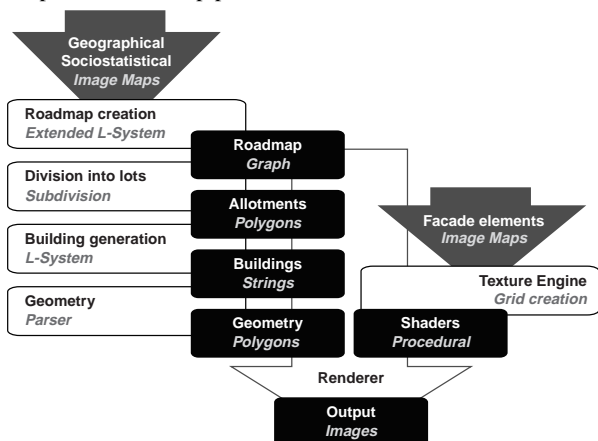 Geographical
Sociostatistical
Image Maps
Roadmap creation
Extended L-System
Roadmap
Graph
Division into lots
Subdivision
Allotments
Polygons
Facade elements
Image Maps
Building generation
L-System
Buildings
Strings
Texture Engine
Grid creation
Geometry
Parser
Geometry
Polygons
Shaders
Procedural
Renderer
Output
Images